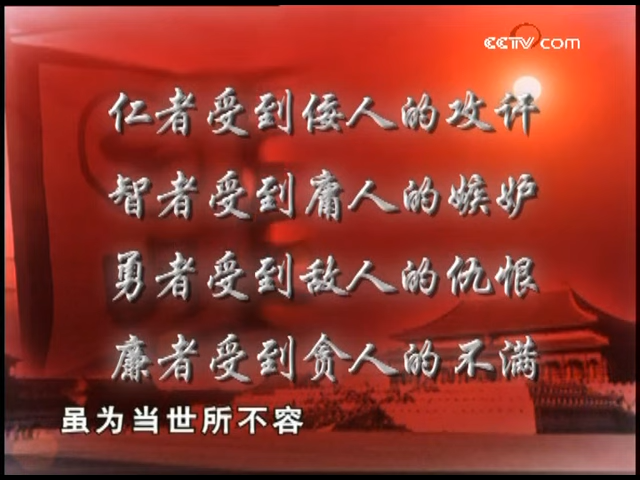 CCTV.com
仁者受到佞人的攻讦
智者受到庸人的嫉妒
勇者受到敌人的仇恨
廉者受到贪人的不满
虽为当世所不容